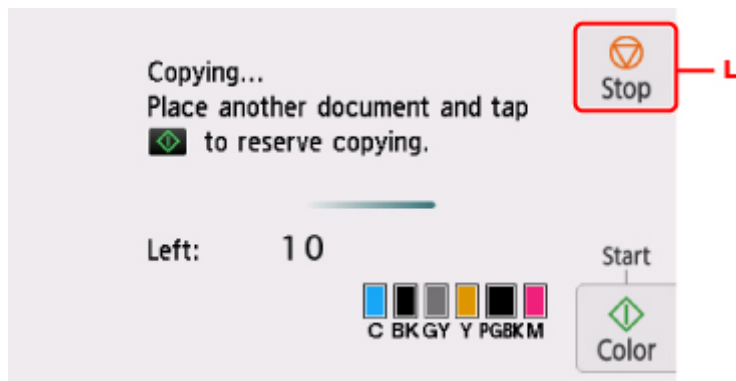 Copying...
Place another document and tap
to reserve copying.
Stop
L
Left: 10
Start
C BK GY Y PGBK M
Color